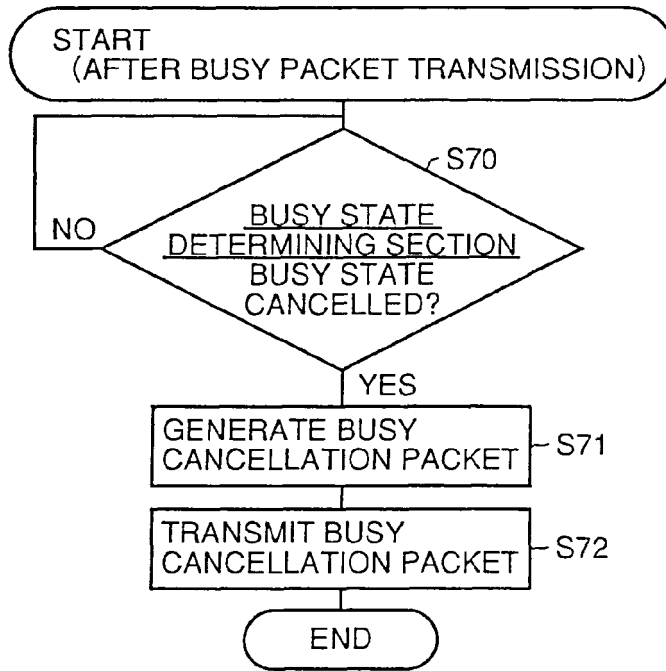 START
(AFTER BUSY PACKET TRANSMISSION)
S70
NO
BUSY STATE
DETERMINING SECTION
BUSY STATE
CANCELLED?
YES
GENERATE BUSY
CANCELLATION PACKET
S71
TRANSMIT BUSY
CANCELLATION PACKET
S72
END